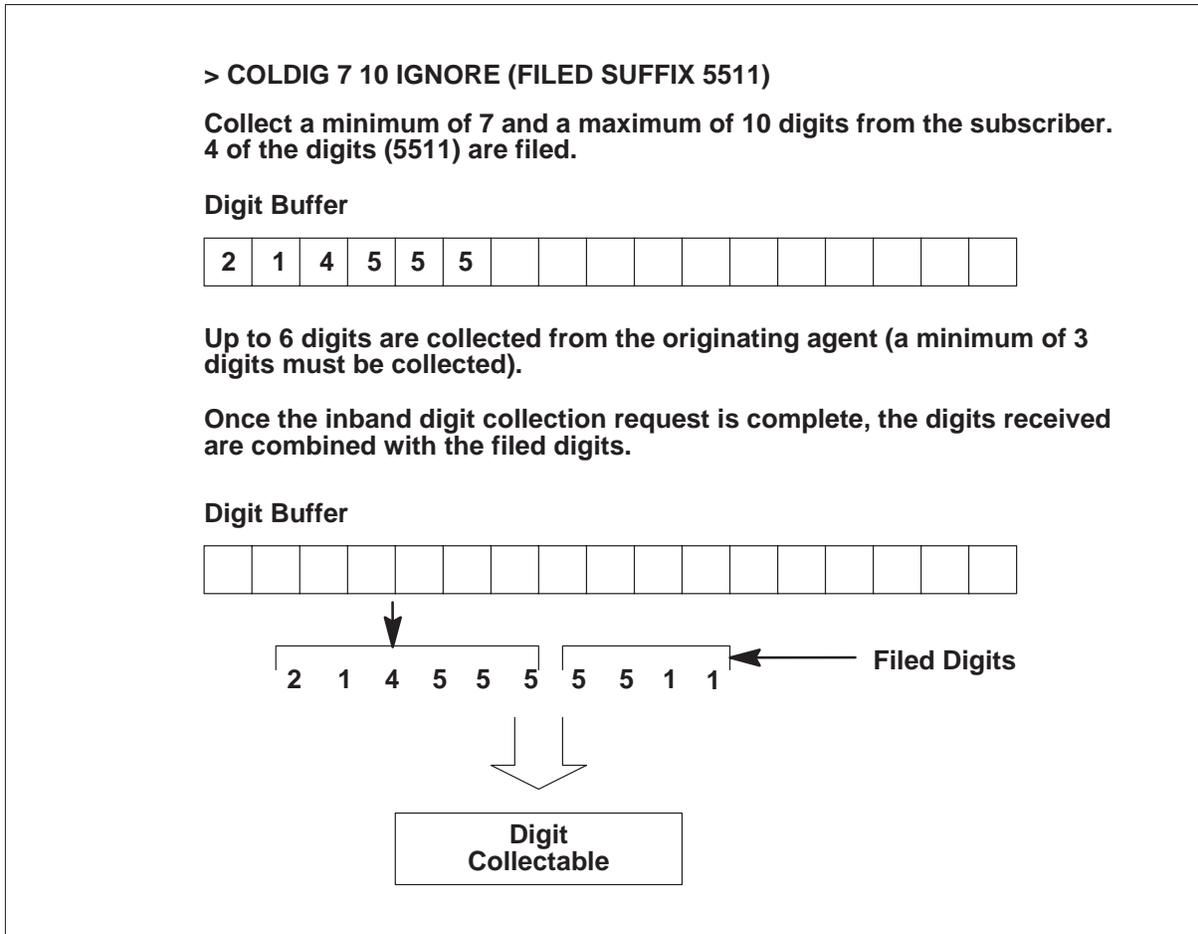 > COLDIG 7 10 IGNORE (FILED SUFFIX 5511)
Collect a minimum of 7 and a maximum of 10 digits from the subscriber.
4 of the digits (5511) are filed.
Digit Buffer
2 1 4 5 5 5
Up to 6 digits are collected from the originating agent (a minimum of 3
digits must be collected).
Once the inband digit collection request is complete, the digits received
are combined with the filed digits.
Digit Buffer
Filed Digits
2 1 4 5 5 5 5 5 1 1
Digit
Collectable